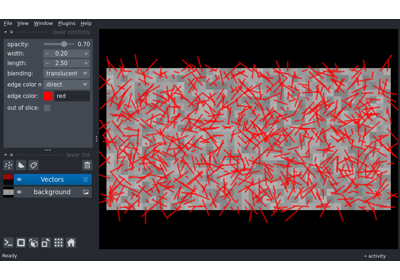 File View Window Plugins Help
layer controls
opacity: 0.70
width: 0.20
length: 2.50
blending: translucent
edge color m direct
edge color: red
out of slice:
layer list
Vectors
background
Ready
activity